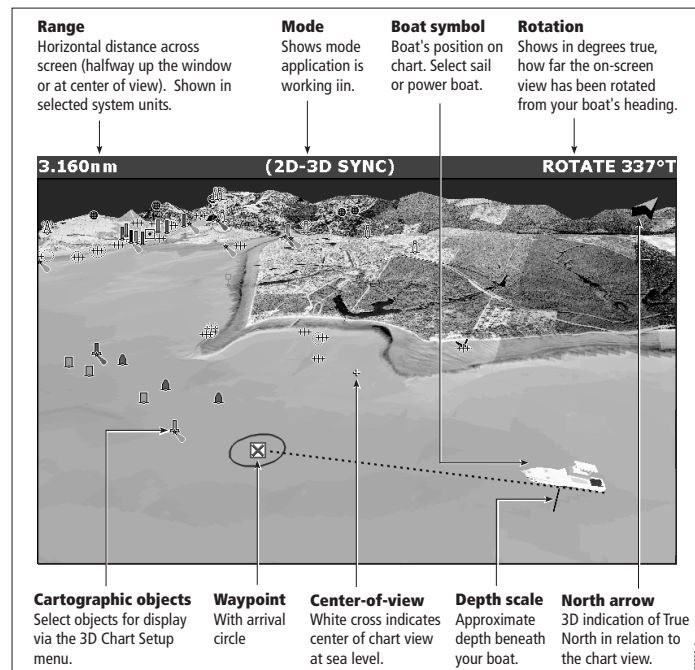 Range
Horizontal distance across
screen (halfway up the window
or at center of view). Shown in
selected system units.
Mode
Shows mode
application is
working iin.
Boat symbol
Boat's position on
chart. Select sail
or power boat.
Rotation
Shows in degrees true,
how far the on-screen
view has been rotated
from your boat's heading.
3.160nm
(2D-3D SYNC)
ROTATE 337°T
Cartographic objects
Select objects for display
via the 3D Chart Setup
menu.
Waypoint
With arrival
circle
Center-of-view
White cross indicates
center of chart view
at sea level.
Depth scale
Approximate
depth beneath
your boat.
North arrow
3D indication of True
North in relation to
the chart view.